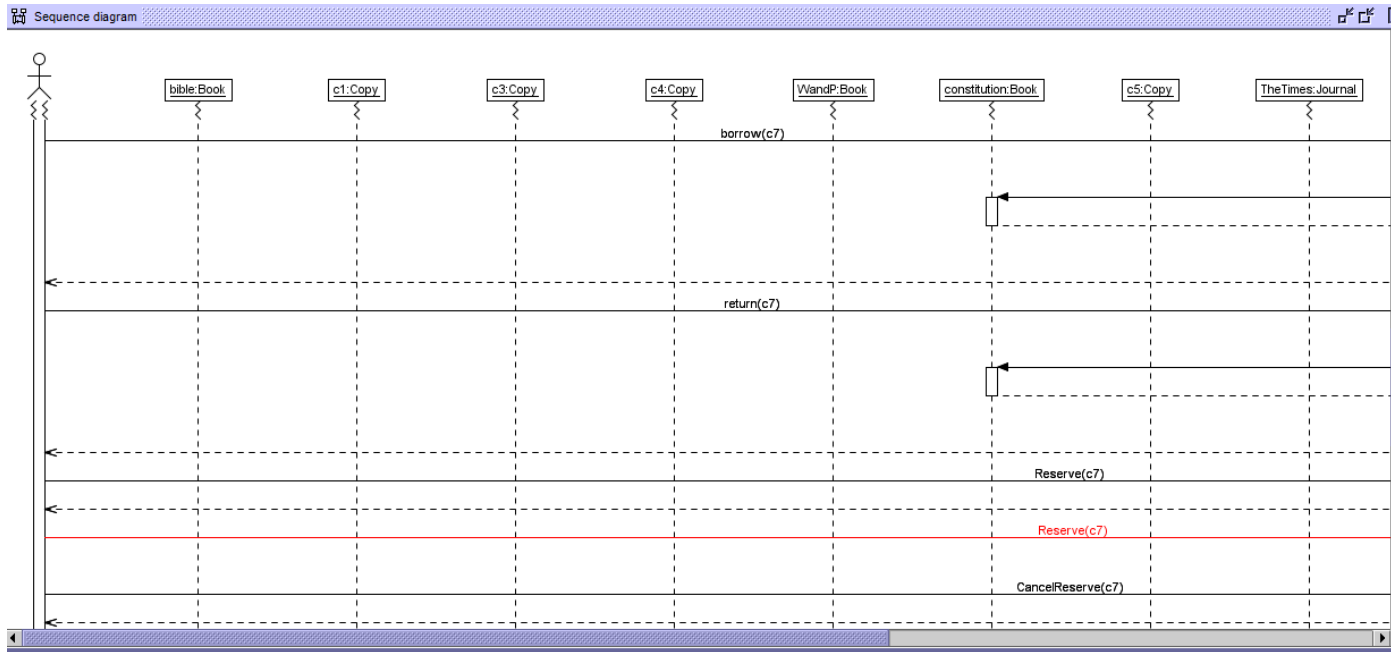 Sequence diagram
bible:Book
c1:Copy
c3:Copy
c4:Copy
WandP:Book
constitution:Book
c5:Copy
TheTimes:Journal
borrow(c7)
return(c7)
Reserve(c7)
Reserve(c7)
CancelReserve(c7)